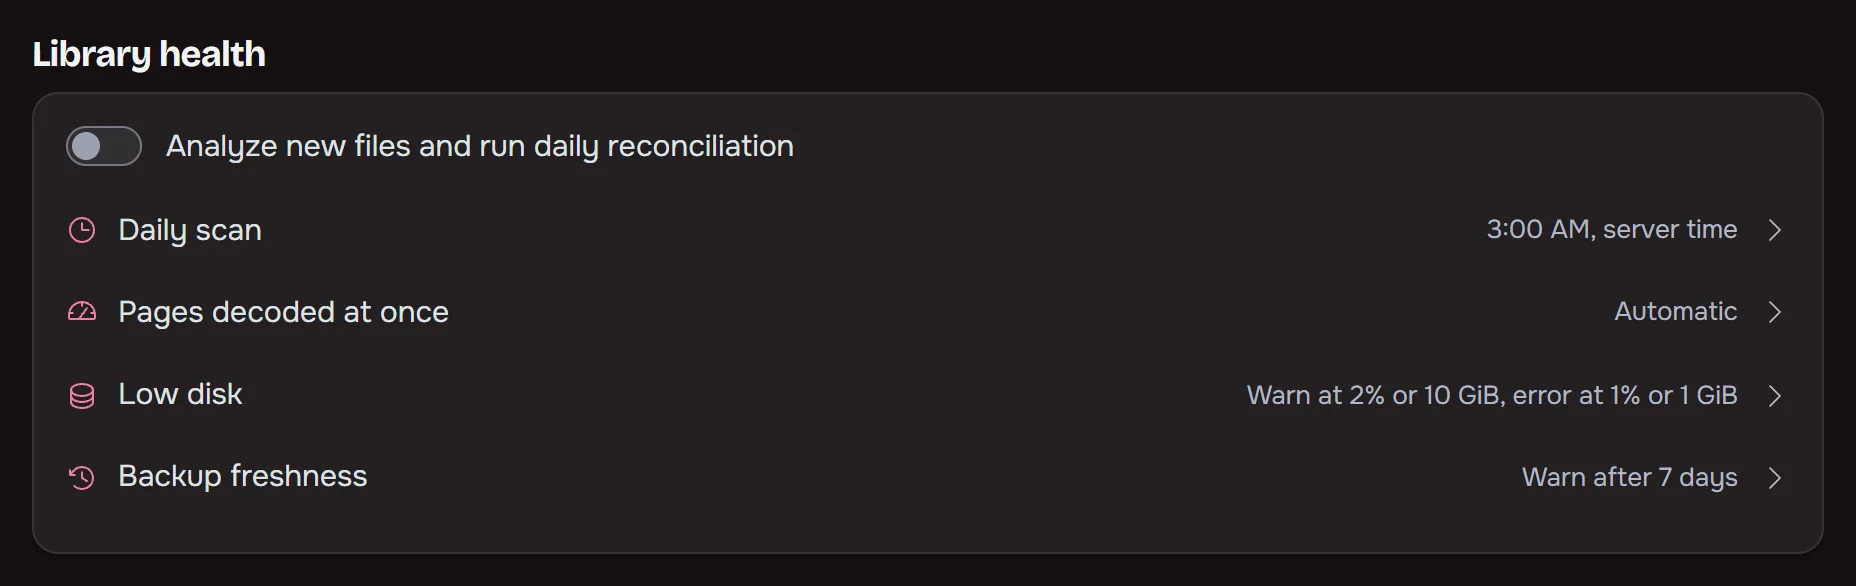 Library health
Analyze new files and run daily reconciliation
Daily scan 3:00 AM, server time
Pages decoded at once Automatic
Low disk Warn at 2% or 10 GiB, error at 1% or 1 GiB
Backup freshness Warn after 7 days